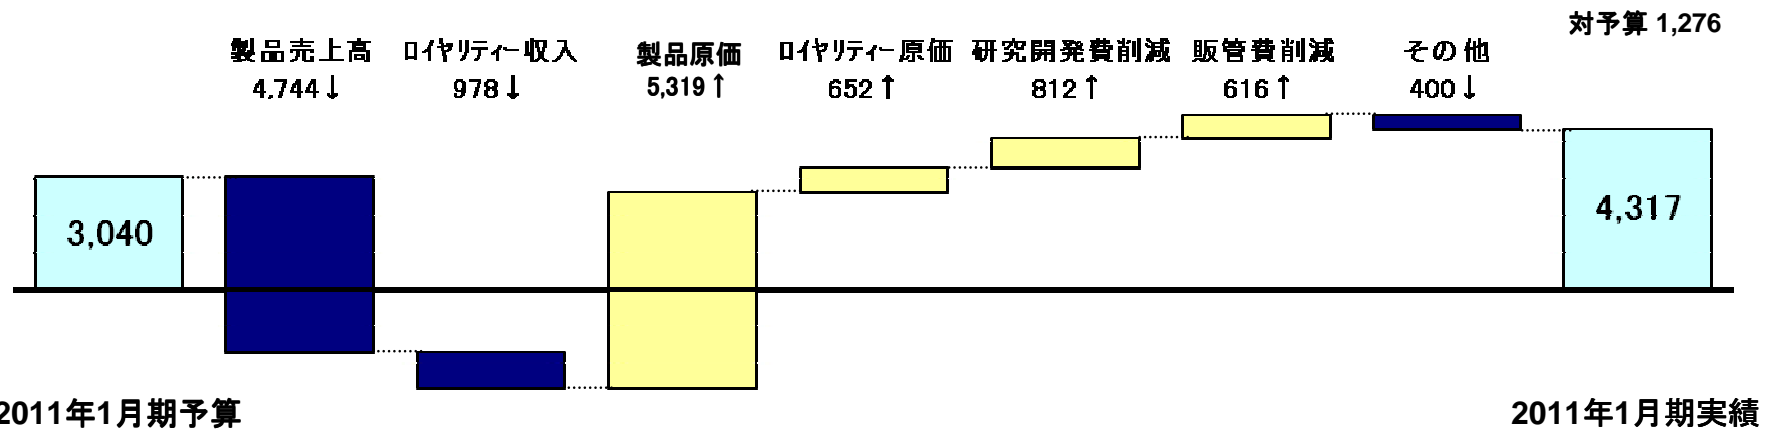 対予算 1,276
製品売上高
4,744↓
ロイヤリティー収入
978↓
製品原価
5,319↑
ロイヤリティー原価
652↑
研究開発費削減
812↑
販管費削減
616↑
その他
400↓
3,040
4,317
2011年1月期予算
2011年1月期実績